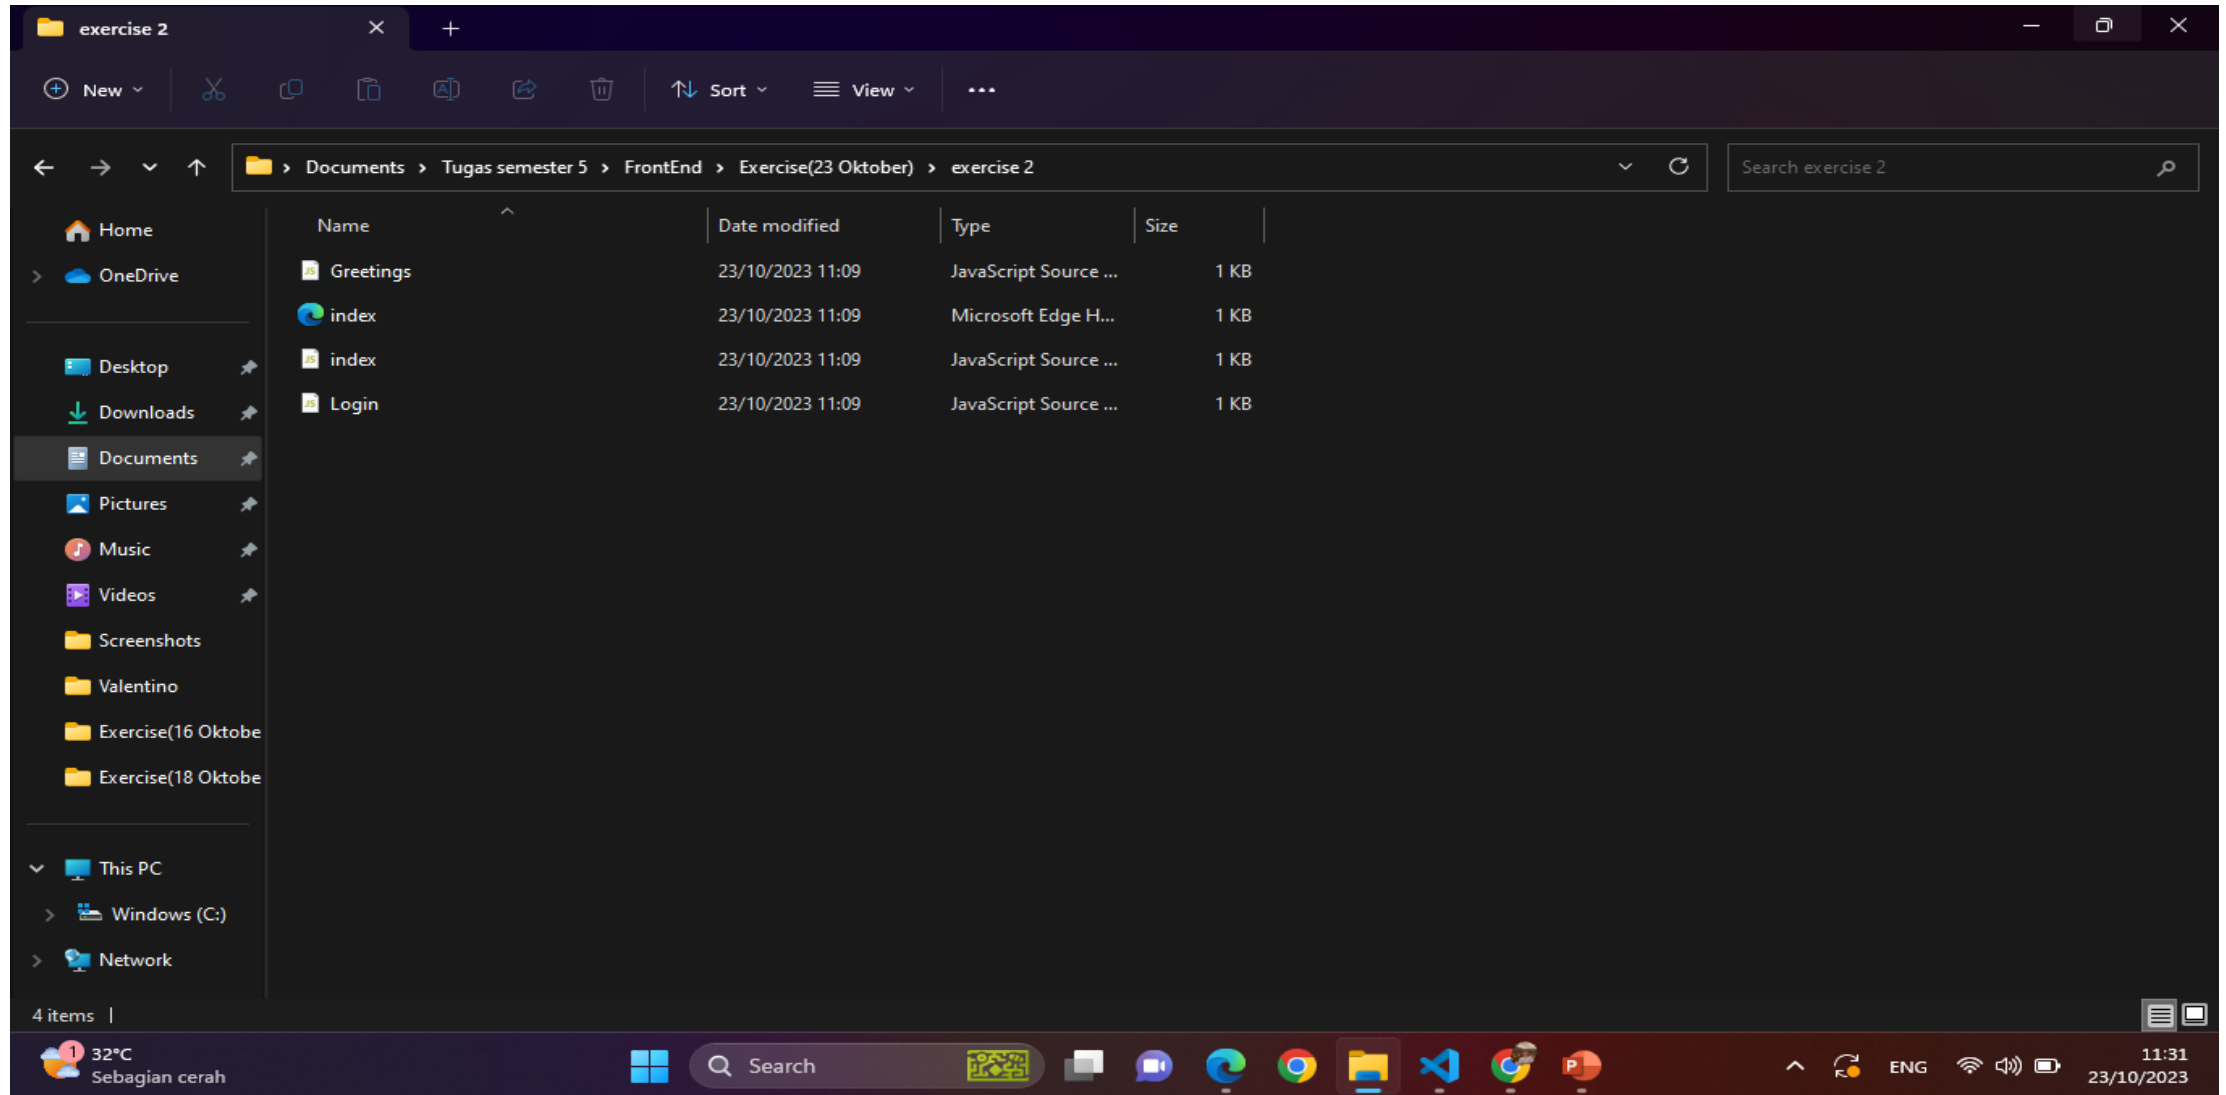 exercise 2
New
Sort
View
Documents > Tugas semester 5 > FrontEnd > Exercise(23 Oktober) > exercise 2
Search exercise 2
Name Date modified Type Size
Greetings 23/10/2023 11:09 JavaScript Source ... 1 KB
index 23/10/2023 11:09 Microsoft Edge H... 1 KB
index 23/10/2023 11:09 JavaScript Source ... 1 KB
Login 23/10/2023 11:09 JavaScript Source ... 1 KB
Home
OneDrive
Desktop
Downloads
Documents
Pictures
Music
Videos
Screenshots
Valentino
Exercise(16 Oktobe
Exercise(18 Oktobe
This PC
Windows (C:)
Network
4 items
1
32°C
Sebagian cerah
Search
ENG
11:31
23/10/2023